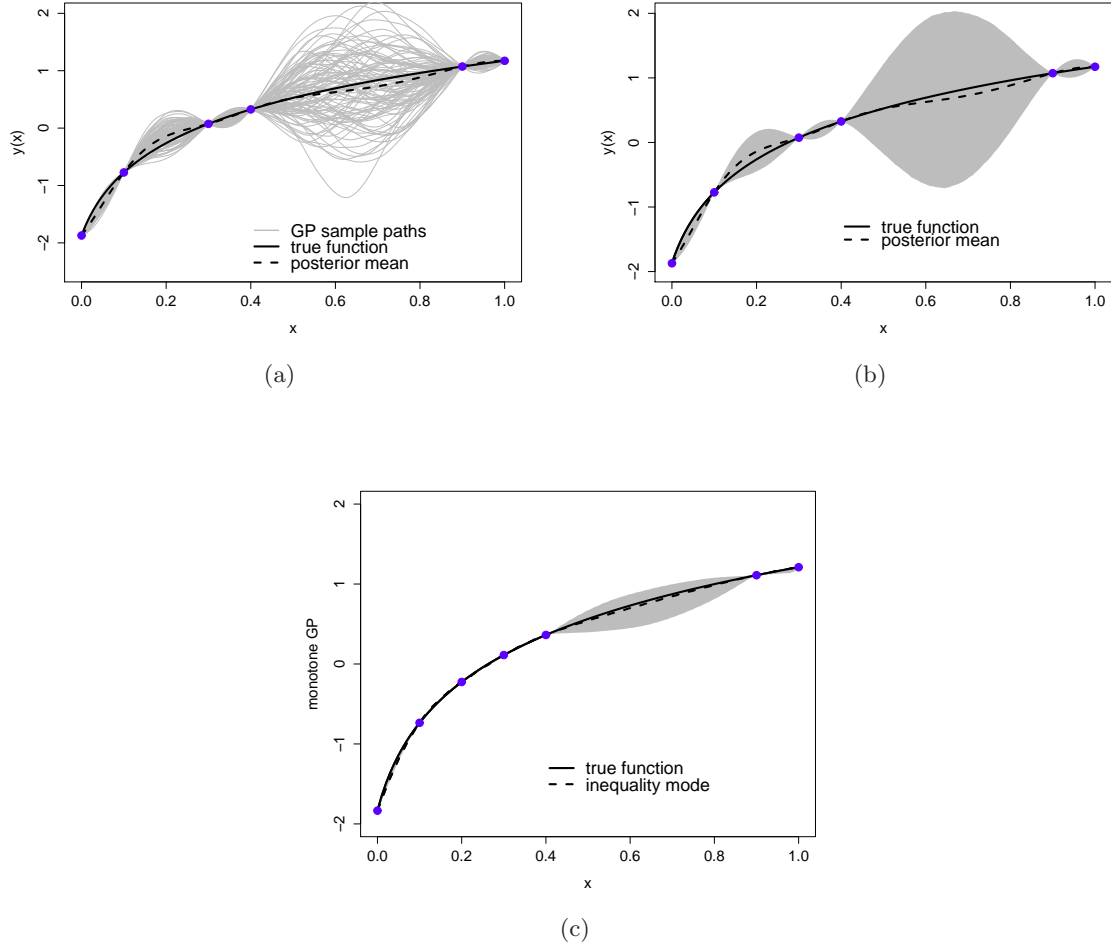 2
1
0
−1
−2
y(x)
0.0 0.2 0.4 0.6 0.8 1.0
x
GP sample paths
true function
posterior mean
(a)
2
1
0
−1
−2
y(x)
0.0 0.2 0.4 0.6 0.8 1.0
x
true function
posterior mean
(b)
2
1
0
−1
−2
monotone GP
0.0 0.2 0.4 0.6 0.8 1.0
x
true function
inequality mode
(c)